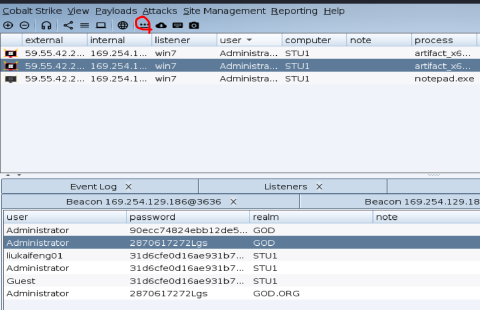 Cobalt Strike View Payloads Attacks Site Management Reporting Help
external internal listener user computer note process
59.55.42.2... 169.254.1... win7 Administra... STU1 artifact_x6...
59.55.42.2... 169.254.1... win7 Administra... STU1 artifact_x6...
59.55.42.2... 169.254.1... win7 Administra... STU1 notepad.exe
Event Log X Listeners X
Beacon 169.254.129.186@3636 X Beacon 169.254.129.18
user password realm note
Administrator 90ecc74824ebb12de5... GOD
Administrator 2870617272Lgs GOD
liukaifeng01 31d6cfe0d16ae931b7... STU1
Administrator 31d6cfe0d16ae931b7... STU1
Guest 31d6cfe0d16ae931b7... STU1
Administrator 2870617272Lgs GOD.ORG